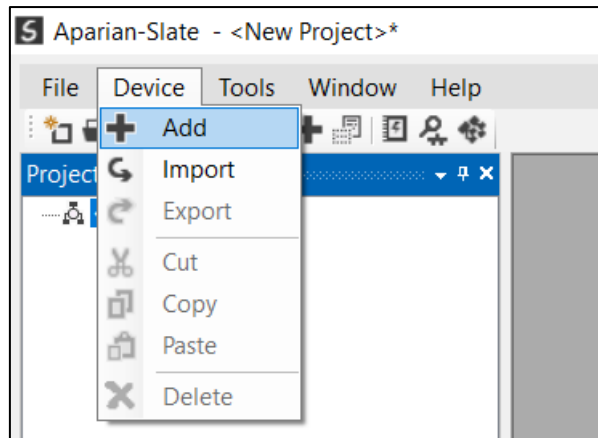 S Aparian-Slate - <New Project>*
File Device Tools Window Help
Add
Project
Import
Export
Cut
Copy
Paste
Delete